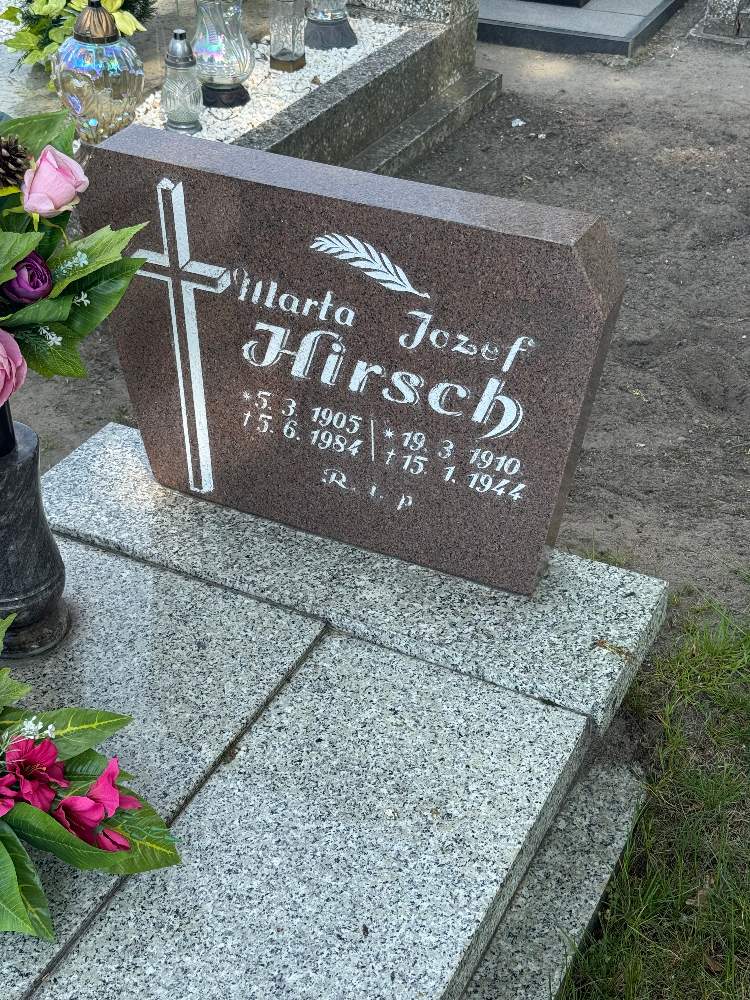 Marta Jozef
Hirsch
* 5. 3. 1905 * 19. 3. 1910
† 5. 6. 1984 † 15. 1. 1944
R. i. p